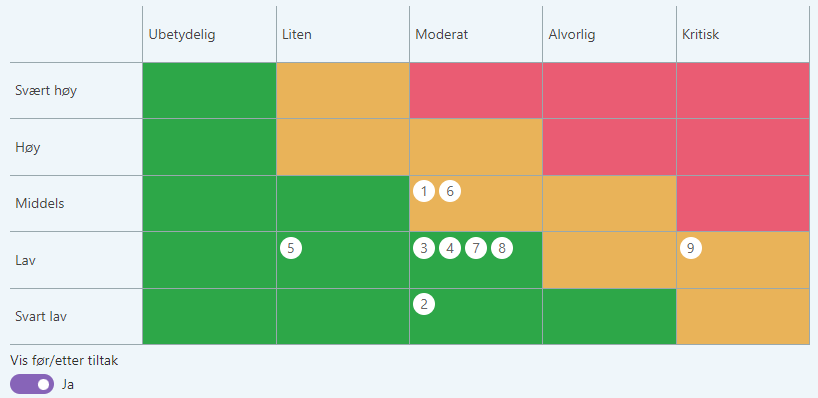 Ubetydelig Liten Moderat Alvorlig Kritisk
Svært høy
Høy
Middels 1 6
Lav 5 3 4 7 8 9
Svart lav 2
Vis før/etter tiltak
Ja